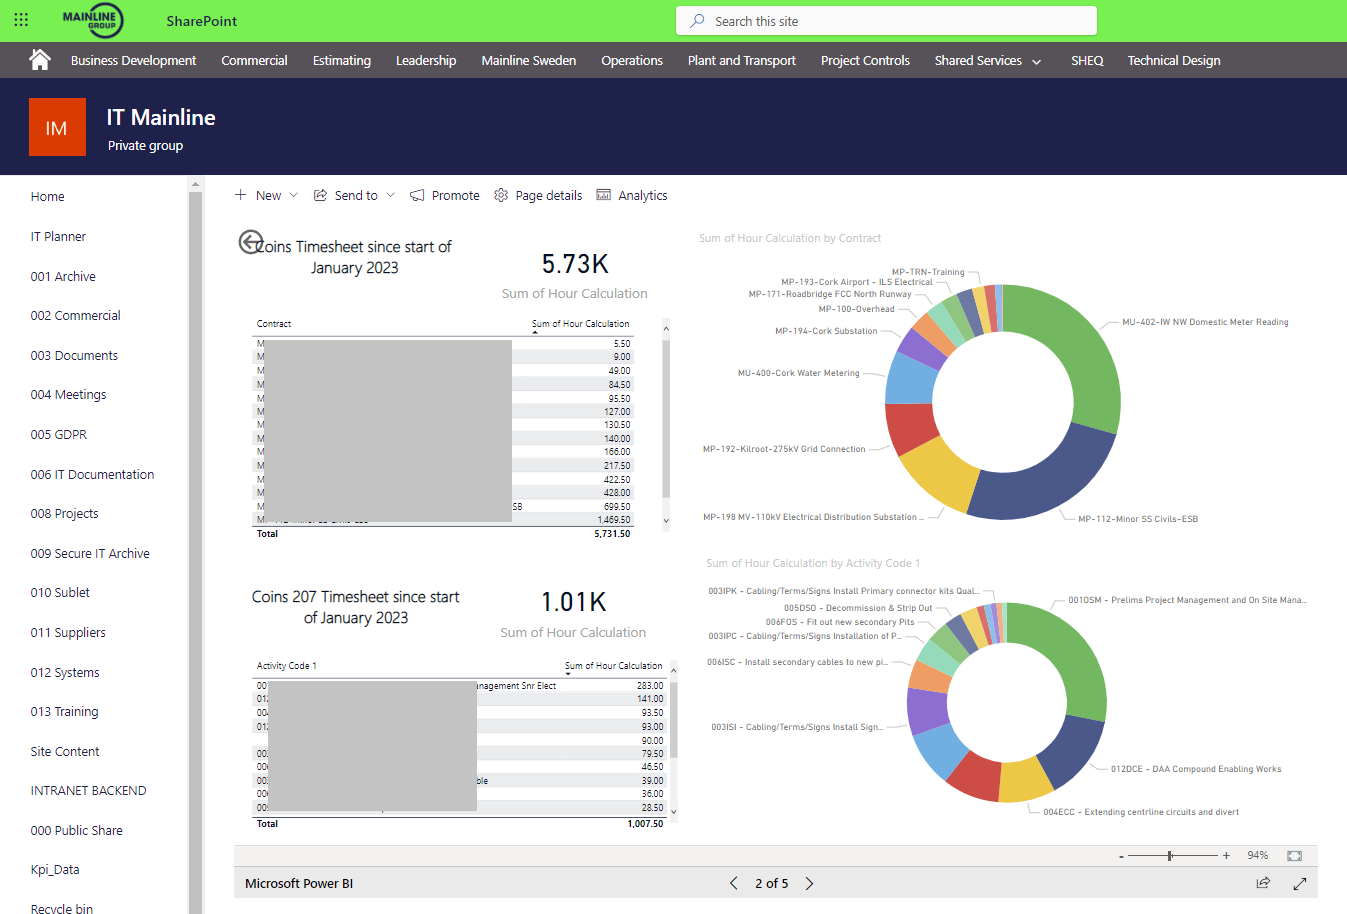 MAINLINE
GROUP
SharePoint
Search this site
Business Development
Commercial
Estimating
Leadership
Mainline Sweden
Operations
Plant and Transport
Project Controls
Shared Services
SHEQ
Technical Design
IM
IT Mainline
Private group
Home
IT Planner
001 Archive
002 Commercial
003 Documents
004 Meetings
005 GDPR
006 IT Documentation
008 Projects
009 Secure IT Archive
010 Sublet
011 Suppliers
012 Systems
013 Training
Site Content
INTRANET BACKEND
000 Public Share
Kpi_Data
Recycle bin
New
Send to
Promote
Page details
Analytics
Coins Timesheet since start of
January 2023
5.73K
Sum of Hour Calculation
Contract Sum of Hour Calculation
M 5.50
M 9.00
M 49.00
M 84.50
M 95.50
M 127.00
M 130.50
M 140.00
M 166.00
M 217.50
M 422.50
M 428.00
M SB 699.50
1,469.50
Total 5,731.50
Sum of Hour Calculation by Contract
MP-TRN-Training
MP-193-Cork Airport - ILS Electrical
MP-171-Roadbridge FCC North Runway
MP-100-Overhead
MP-194-Cork Substation
MU-400-Cork Water Metering
MP-192-Kilroot-275kV Grid Connection
MP-198 MV-110kV Electrical Distribution Substation ...
MU-402-IW NW Domestic Meter Reading
MP-112-Minor SS Civils-ESB
Coins 207 Timesheet since start
of January 2023
1.01K
Sum of Hour Calculation
Activity Code 1 Sum of Hour Calculation
00 anagement Snr Elect 283.00
012 141.00
00 93.50
012 93.00
90.00
00 79.50
00 46.50
00 ble 39.00
00 36.00
00 28.50
Total 1,007.50
Sum of Hour Calculation by Activity Code 1
003IPK - Cabling/Terms/Signs Install Primary connector kits Qual...
005DSO - Decommission & Strip Out
006FOS - Fit out new secondary Pits
003IPC - Cabling/Terms/Signs Installation of P...
006ISC - Install secondary cables to new pi...
003ISI - Cabling/Terms/Signs Install Sign...
001OSM - Prelims Project Management and On Site Mana...
012DCE - DAA Compound Enabling Works
004ECC - Extending centrline circuits and divert
- + 94%
Microsoft Power BI
2 of 5